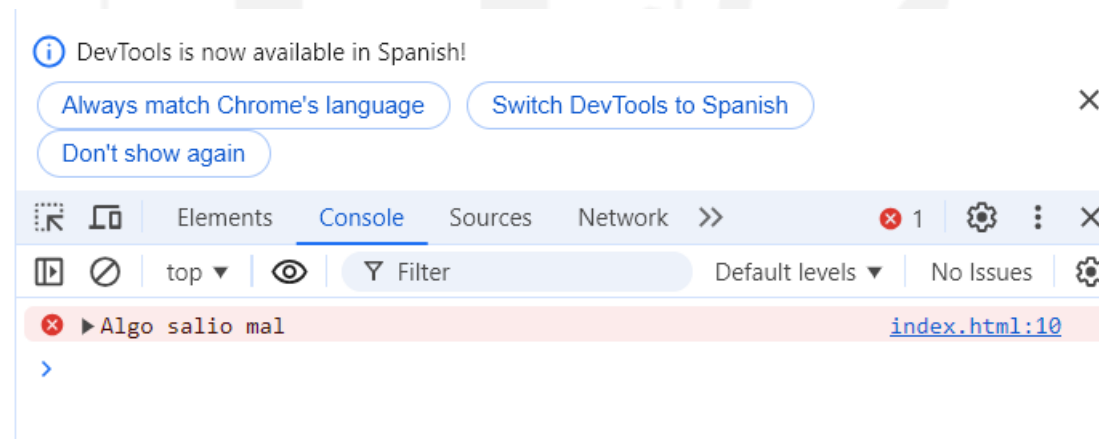 DevTools is now available in Spanish!
Always match Chrome's language Switch DevTools to Spanish
Don't show again
Elements Console Sources Network 1
top Filter Default levels No Issues
Algo salio mal index.html:10